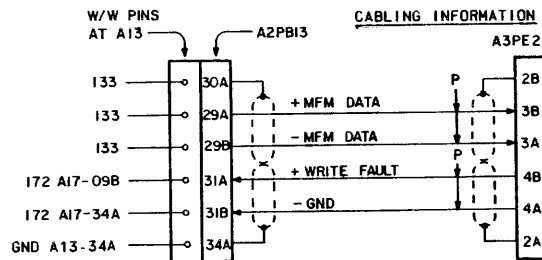 W/W PINS
AT A13
A2PB13
CABLING INFORMATION
A3PE2
133 30A 2B
P
133 29A +MFM DATA 3B
133 29B -MFM DATA 3A
P
172 A17-09B 31A +WRITE FAULT 4B
172 A17-34A 31B -GND 4A
GND A13-34A 34A 2A